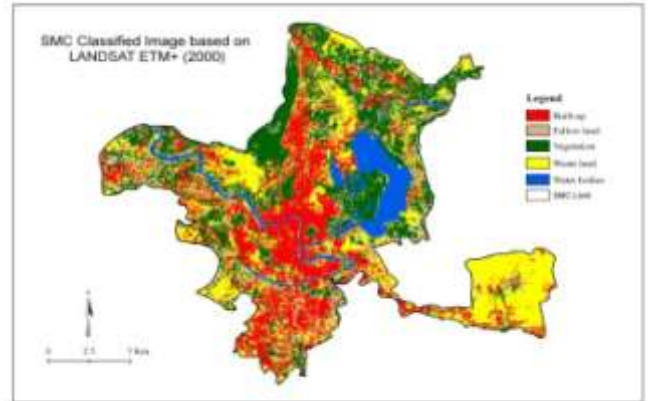 SMC Classified Image based on
LANDSAT ETM+ (2000)
Legend
Built-up
Fallow land
Vegetation
Waste land
Water bodies
SMC Limit
N
0 2.5 5 Km